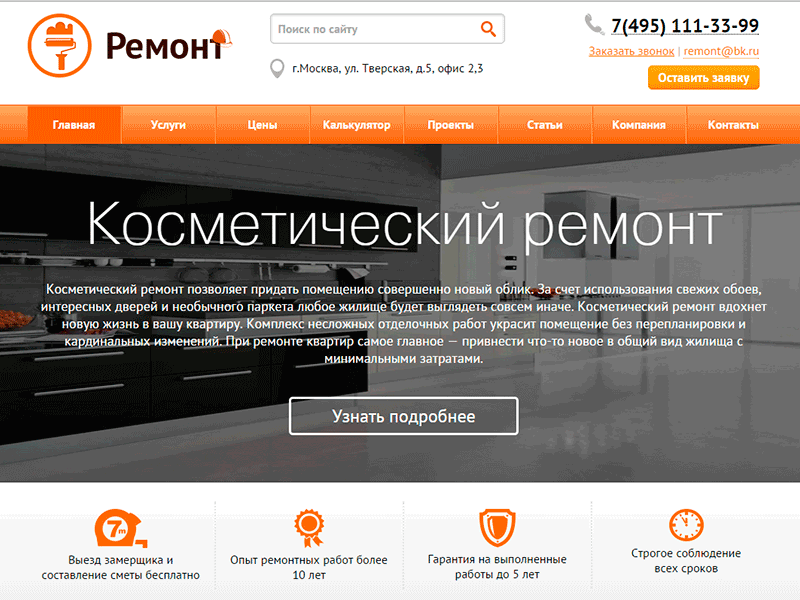 Ремонт
Поиск по сайту
г.Москва, ул. Тверская, д.5, офис 2,3
7(495) 111-33-99
Заказать звонок | remont@bk.ru
Оставить заявку
Главная
Услуги
Цены
Калькулятор
Проекты
Статьи
Компания
Контакты
Косметический ремонт
Косметический ремонт позволяет придать помещению совершенно новый облик. За счет использования свежих обоев,
интересных дверей и необычного паркета любое жилище будет выглядеть совсем иначе. Косметический ремонт вдохнет
новую жизнь в вашу квартиру. Комплекс несложных отделочных работ украсит помещение без перепланировки и
кардинальных изменений. При ремонте квартир самое главное — привнести что-то новое в общий вид жилища с
минимальными затратами.
Узнать подробнее
7m
Выезд замерщика и
составление сметы бесплатно
Опыт ремонтных работ более
10 лет
Гарантия на выполненные
работы до 5 лет
Строгое соблюдение
всех сроков